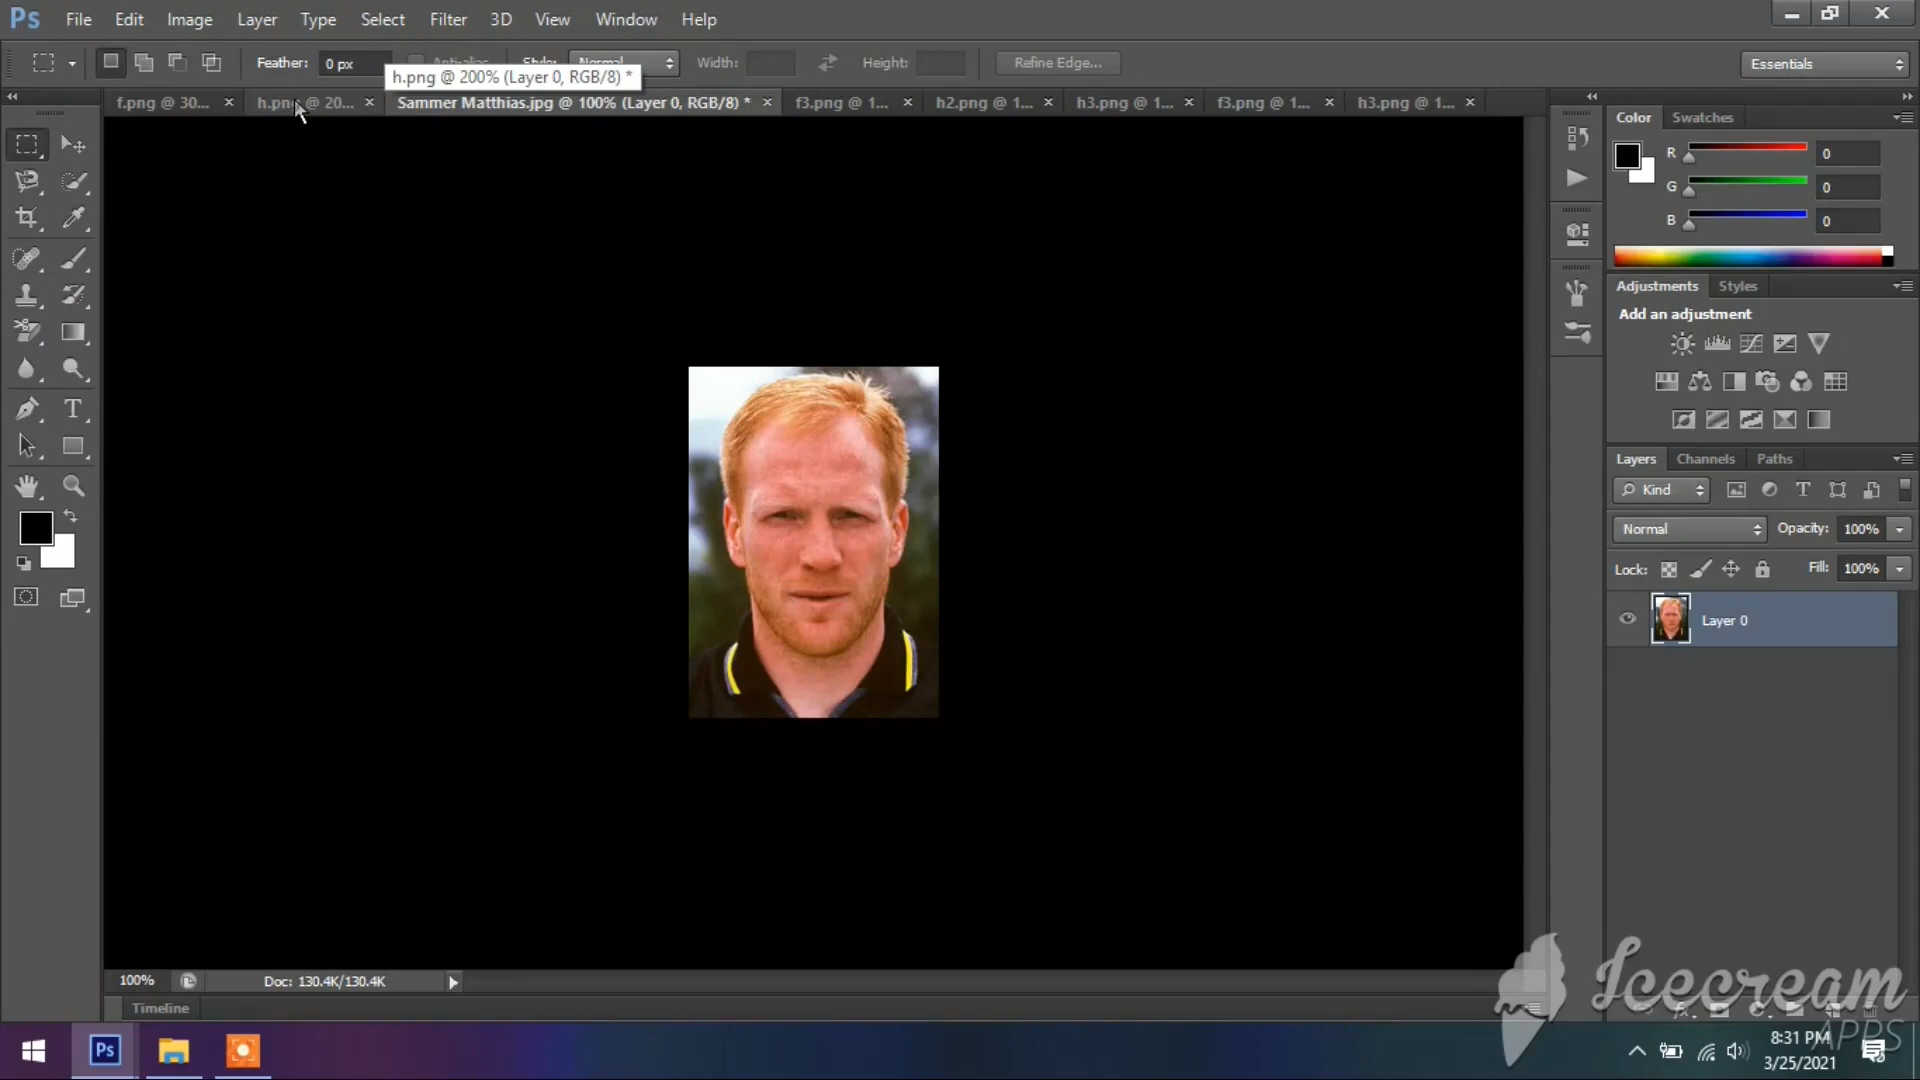 Ps File Edit Image Layer Type Select Filter 3D View Window Help
Feather: 0 px Style: Normal Width: Height: Refine Edge... Essentials
h.png @ 200% (Layer 0, RGB/8) *
f.png @ 30... h.png @ 20... Sammer Matthias.jpg @ 100% (Layer 0, RGB/8) * f3.png @ 1... h2.png @ 1... h3.png @ 1... f3.png @ 1... h3.png @ 1...
Color Swatches
R 0
G 0
B 0
Adjustments Styles
Add an adjustment
Layers Channels Paths
Kind
Normal Opacity: 100%
Lock: Fill: 100%
Layer 0
100% Doc: 130.4K/130.4K
Timeline
Icecream
APPS
Ps
8:31 PM
3/25/2021